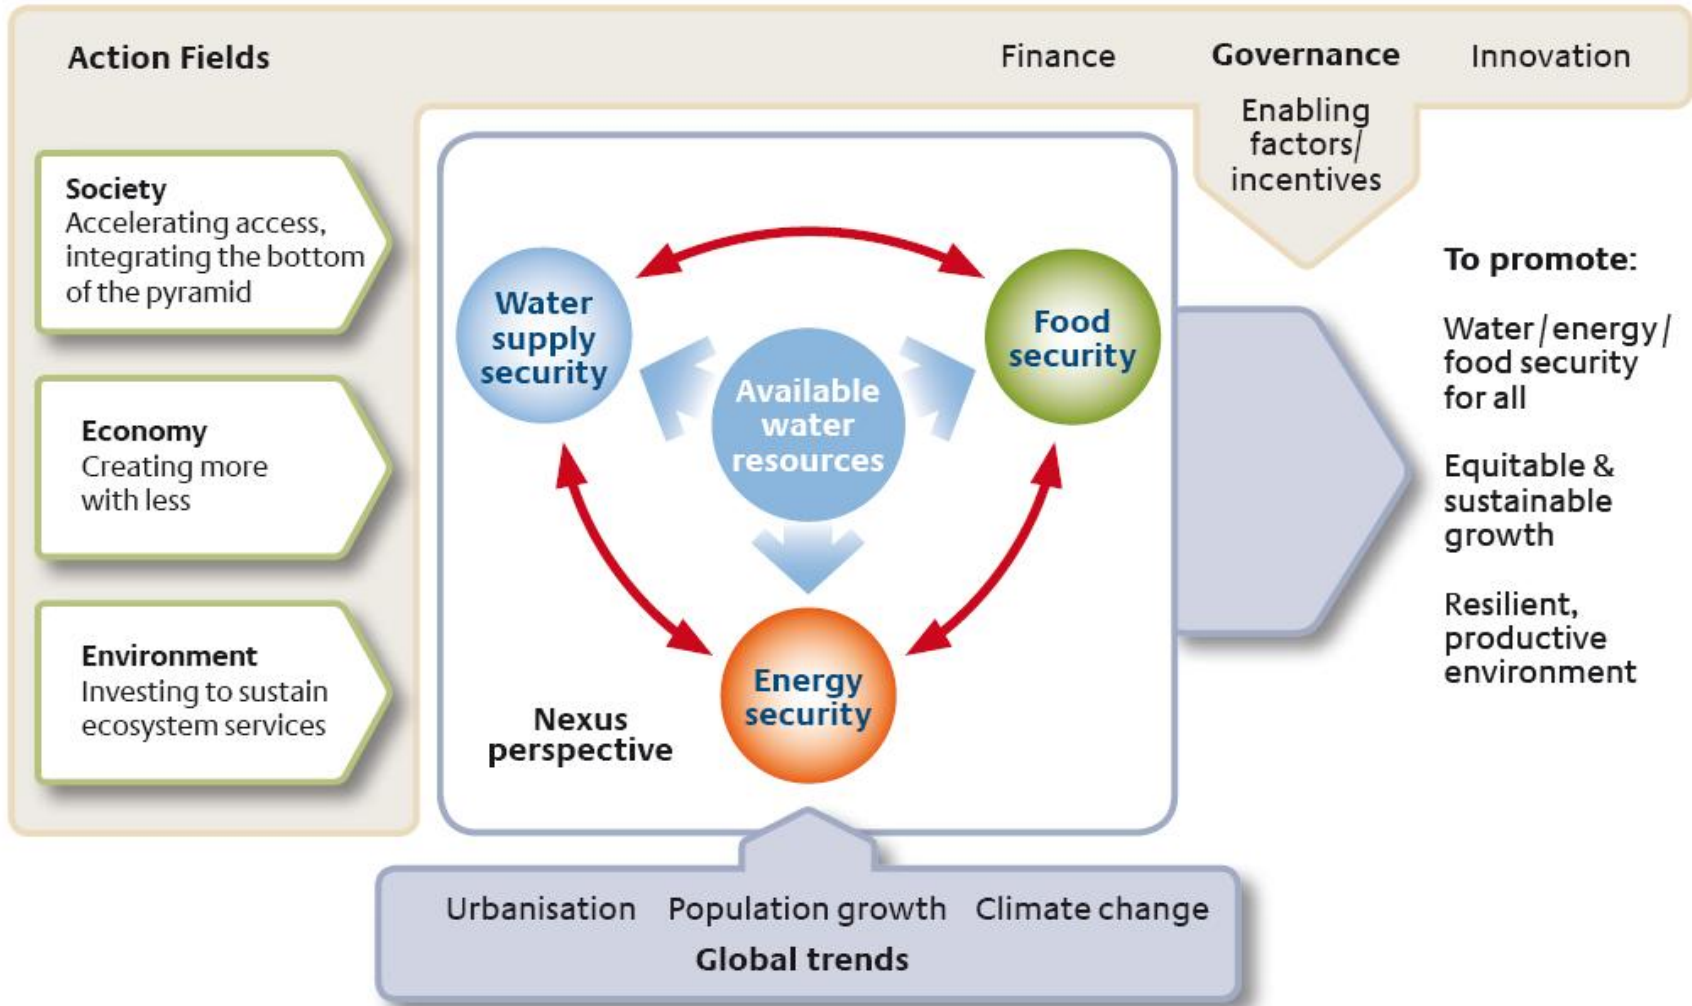 Action Fields
Finance
Governance
Innovation
Enabling
factors/
incentives
Society
Accelerating access,
integrating the bottom
of the pyramid
Economy
Creating more
with less
Environment
Investing to sustain
ecosystem services
Water
supply
security
Food
security
Available
water
resources
Energy
security
Nexus
perspective
To promote:
Water/energy/
food security
for all
Equitable &
sustainable
growth
Resilient,
productive
environment
Urbanisation
Population growth
Climate change
Global trends